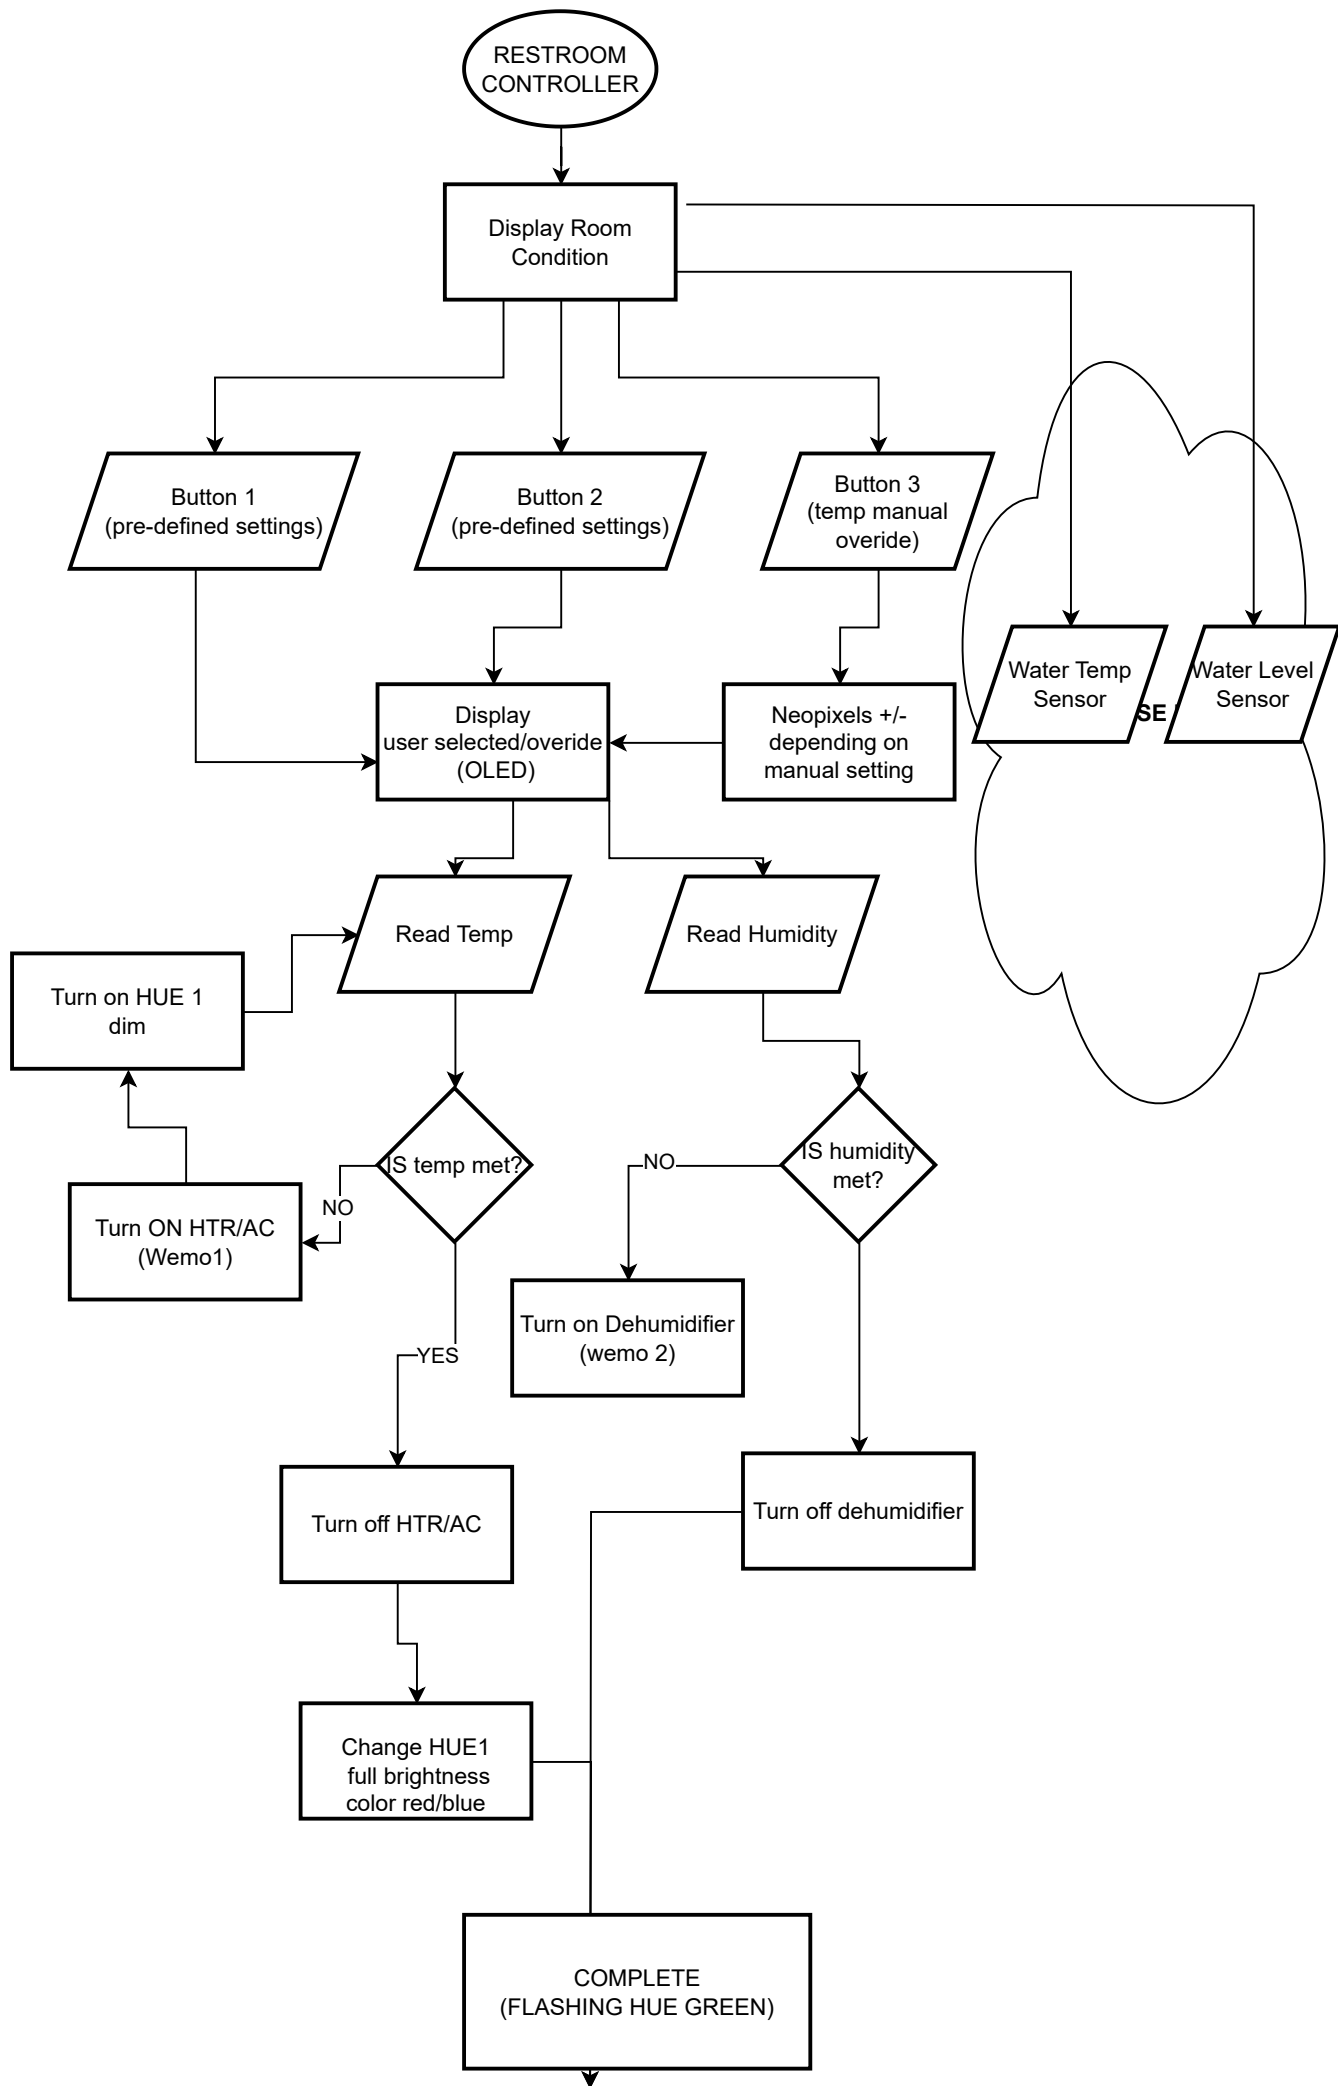 RESTROOM
CONTROLLER
Display Room
Condition
Button 1
(pre-defined settings)
Button 2
(pre-defined settings)
Button 3
(temp manual
overide)
Water Temp
Sensor
SE
Water Level
Sensor
Display
user selected/overide
(OLED)
Neopixels +/-
depending on
manual setting
Read Temp
Read Humidity
Turn on HUE 1
dim
IS temp met?
IS humidity
met?
NO
NO
Turn ON HTR/AC
(Wemo1)
Turn on Dehumidifier
(wemo 2)
YES
Turn off HTR/AC
Turn off dehumidifier
Change HUE1
full brightness
color red/blue
COMPLETE
(FLASHING HUE GREEN)